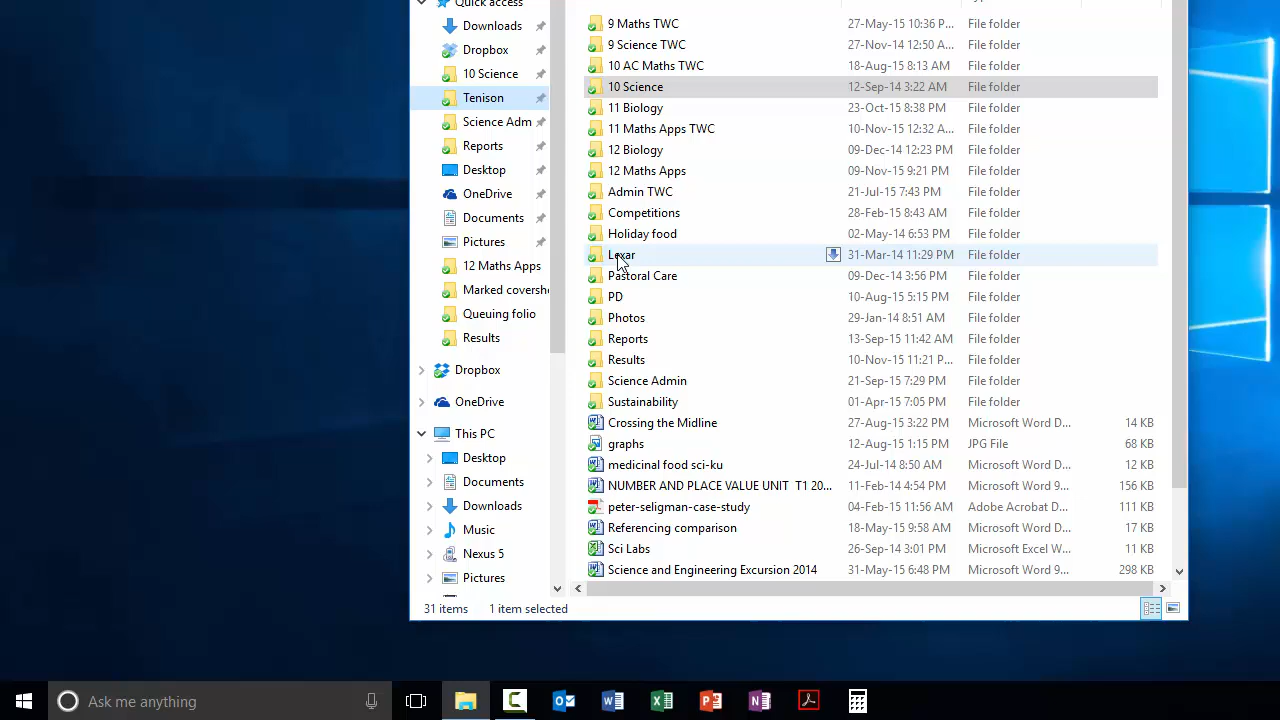 Quick access
Downloads
Dropbox
10 Science
Tenison
Science Adm
Reports
Desktop
OneDrive
Documents
Pictures
12 Maths Apps
Marked covershe
Queuing folio
Results
Dropbox
OneDrive
This PC
Desktop
Documents
Downloads
Music
Nexus 5
Pictures
9 Maths TWC 27-May-15 10:36 P... File folder
9 Science TWC 27-Nov-14 12:50 A... File folder
10 AC Maths TWC 18-Aug-15 8:13 AM File folder
10 Science 12-Sep-14 3:22 AM File folder
11 Biology 23-Oct-15 8:38 PM File folder
11 Maths Apps TWC 10-Nov-15 12:32 A... File folder
12 Biology 09-Dec-14 12:23 PM File folder
12 Maths Apps 09-Nov-15 9:21 PM File folder
Admin TWC 21-Jul-15 7:43 PM File folder
Competitions 28-Feb-15 8:43 AM File folder
Holiday food 02-May-14 6:53 PM File folder
Lexar 31-Mar-14 11:29 PM File folder
Pastoral Care 09-Dec-14 3:56 PM File folder
PD 10-Aug-15 5:15 PM File folder
Photos 29-Jan-14 8:51 AM File folder
Reports 13-Sep-15 11:42 AM File folder
Results 10-Nov-15 11:21 P... File folder
Science Admin 21-Sep-15 7:29 PM File folder
Sustainability 01-Apr-15 7:05 PM File folder
Crossing the Midline 27-Aug-15 3:22 PM Microsoft Word D... 14 KB
graphs 12-Aug-15 1:15 PM JPG File 68 KB
medicinal food sci-ku 24-Jul-14 8:50 AM Microsoft Word D... 12 KB
NUMBER AND PLACE VALUE UNIT T1 20... 11-Feb-14 4:54 PM Microsoft Word 9... 156 KB
peter-seligman-case-study 04-Feb-15 11:56 AM Adobe Acrobat D... 111 KB
Referencing comparison 18-May-15 9:58 AM Microsoft Word D... 17 KB
Sci Labs 26-Sep-14 3:01 PM Microsoft Excel W... 11 KB
Science and Engineering Excursion 2014 31-May-15 6:48 PM Microsoft Word 9... 298 KB
31 items 1 item selected
Ask me anything